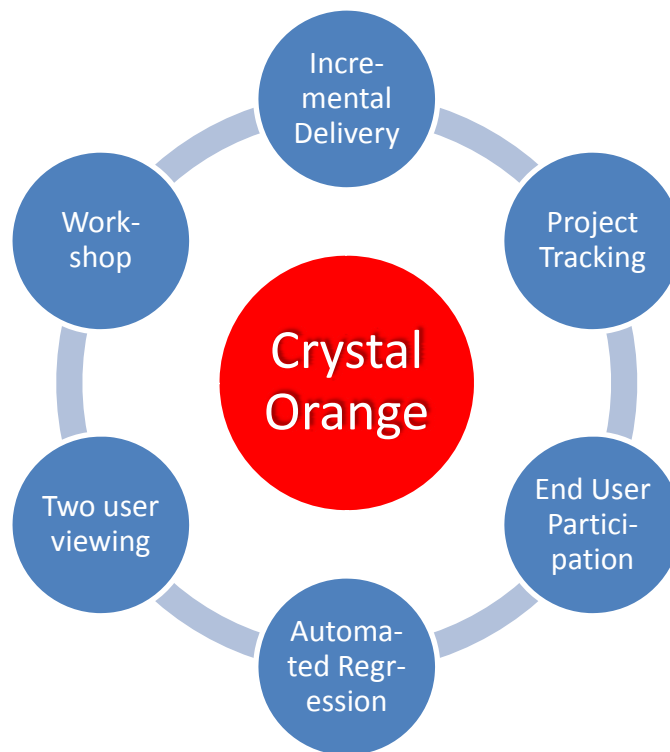 Incre-
mental
Delivery
Project
Tracking
End User
Partici-
pation
Automa-
ted Regr-
ession
Two user
viewing
Work-
shop
Crystal
Orange